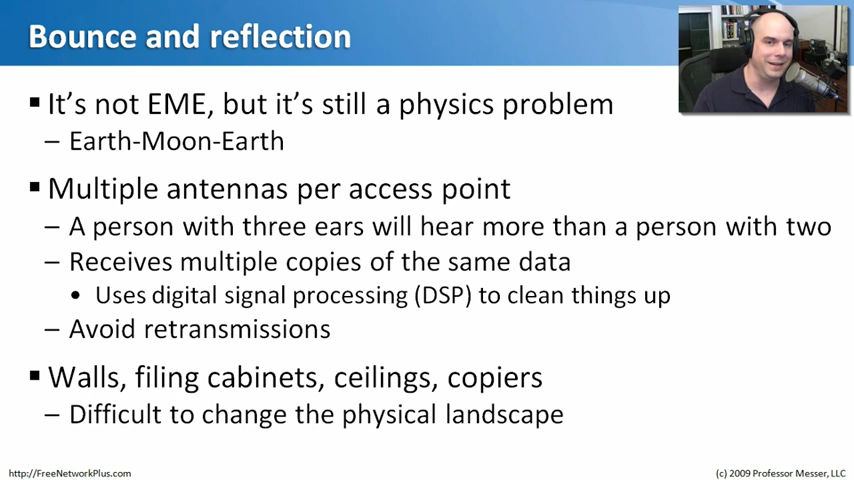 Bounce and reflection
▪ It's not EME, but it's still a physics problem
– Earth-Moon-Earth
▪ Multiple antennas per access point
– A person with three ears will hear more than a person with two
– Receives multiple copies of the same data
• Uses digital signal processing (DSP) to clean things up
– Avoid retransmissions
▪ Walls, filing cabinets, ceilings, copiers
– Difficult to change the physical landscape
http://FreeNetworkPlus.com
(c) 2009 Professor Messer, LLC